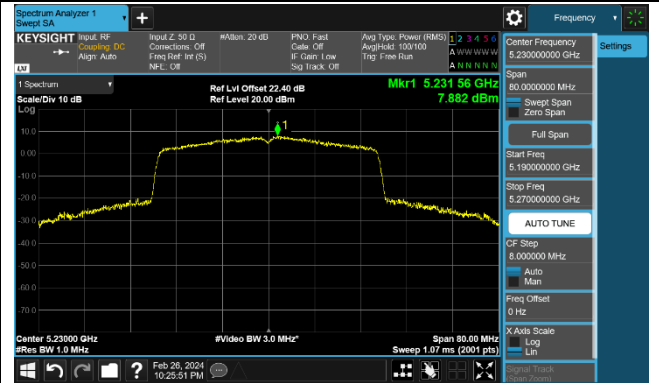 Spectrum Analyzer 1
Swept SA
Frequency
KEYSIGHT
Input: RF
Coupling: DC
Align: Auto
Input Z: 50 Ω
Corrections: Off
Freq Ref: Int (S)
NFE: Off
#Atten: 20 dB
PNO: Fast
Gate: Off
IF Gain: Low
Sig Track: Off
Avg Type: Power (RMS)
Avg|Hold: 100/100
Trig: Free Run
1 2 3 4 5 6
A W W W W W
A N N N N N
LXI
Center Frequency
5.230000000 GHz
Settings
Span
80.0000000 MHz
Swept Span
Zero Span
Full Span
Start Freq
5.190000000 GHz
Stop Freq
5.270000000 GHz
AUTO TUNE
CF Step
8.000000 MHz
Auto
Man
Freq Offset
0 Hz
X Axis Scale
Log
Lin
Signal Track
(Span Zoom)
1 Spectrum
Scale/Div 10 dB
Log
Ref Lvl Offset 22.40 dB
Ref Level 20.00 dBm
Mkr1 5.231 56 GHz
7.882 dBm
1
10.0
0.00
-10.0
-20.0
-30.0
-40.0
-50.0
-60.0
-70.0
Center 5.23000 GHz
#Res BW 1.0 MHz
#Video BW 3.0 MHz*
Span 80.00 MHz
Sweep 1.07 ms (2001 pts)
Feb 26, 2024
10:25:51 PM